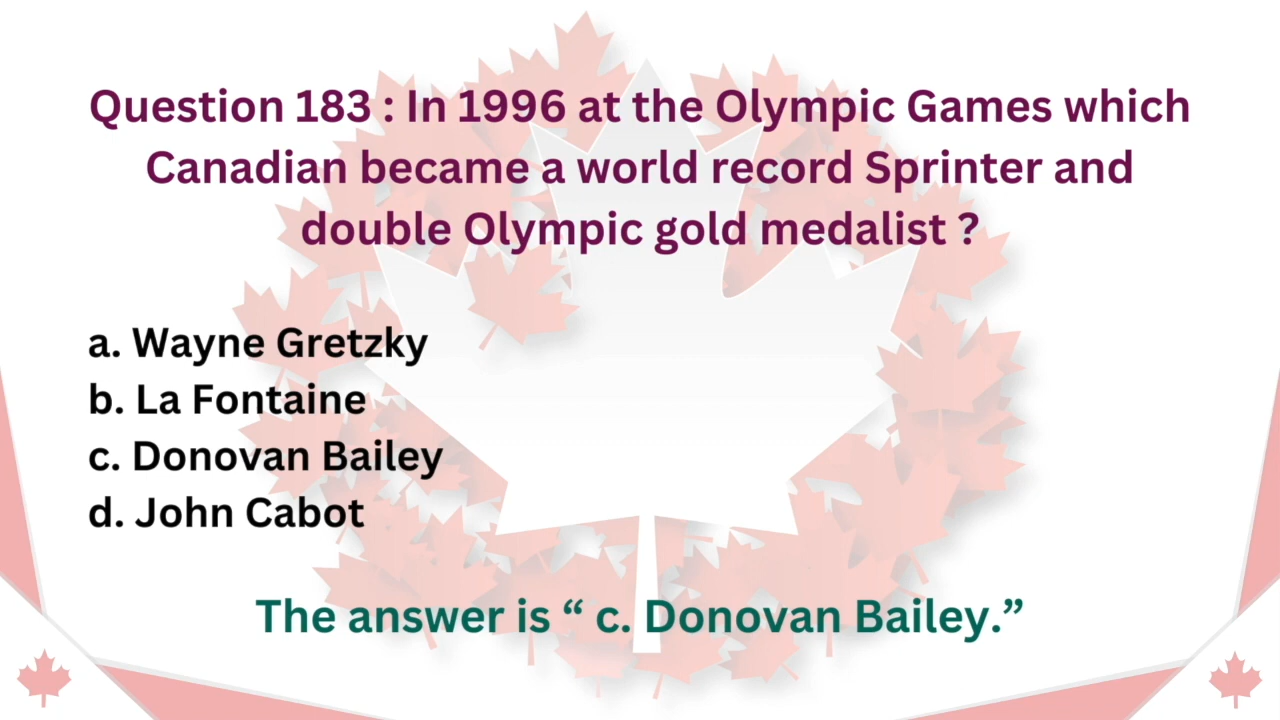 Question 183 : In 1996 at the Olympic Games which
Canadian became a world record Sprinter and
double Olympic gold medalist ?
a. Wayne Gretzky
b. La Fontaine
c. Donovan Bailey
d. John Cabot
The answer is “ c. Donovan Bailey.”